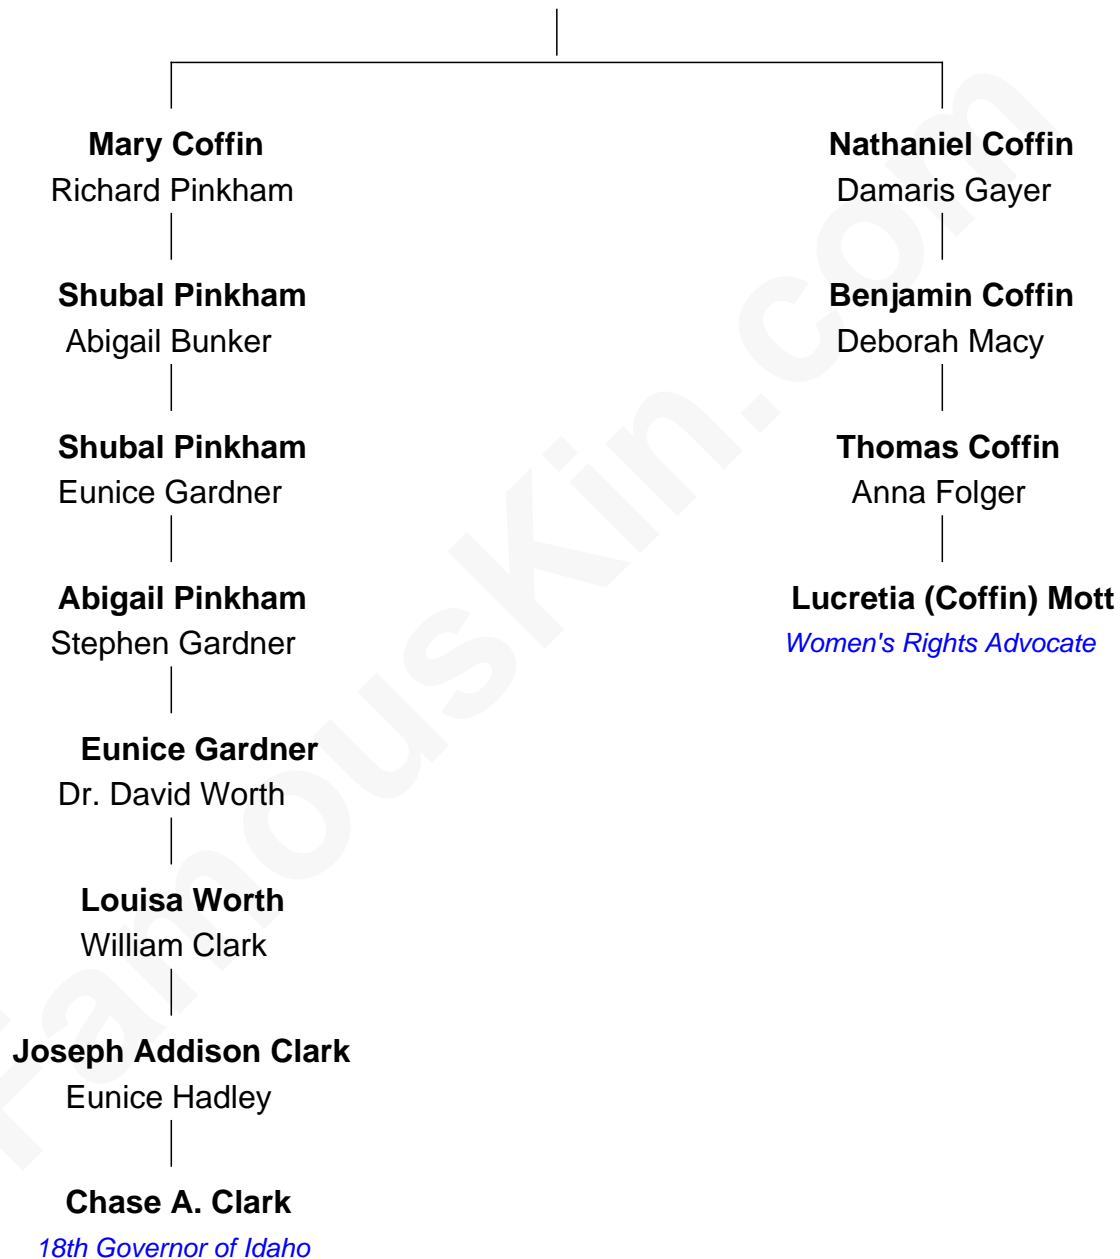 Mary Coffin
Richard Pinkham
Shubal Pinkham
Abigail Bunker
Shubal Pinkham
Eunice Gardner
Abigail Pinkham
Stephen Gardner
Eunice Gardner
Dr. David Worth
Louisa Worth
William Clark
Joseph Addison Clark
Eunice Hadley
Chase A. Clark
18th Governor of Idaho
Nathaniel Coffin
Damaris Gayer
Benjamin Coffin
Deborah Macy
Thomas Coffin
Anna Folger
Lucretia (Coffin) Mott
Women's Rights Advocate
FamousKin.com